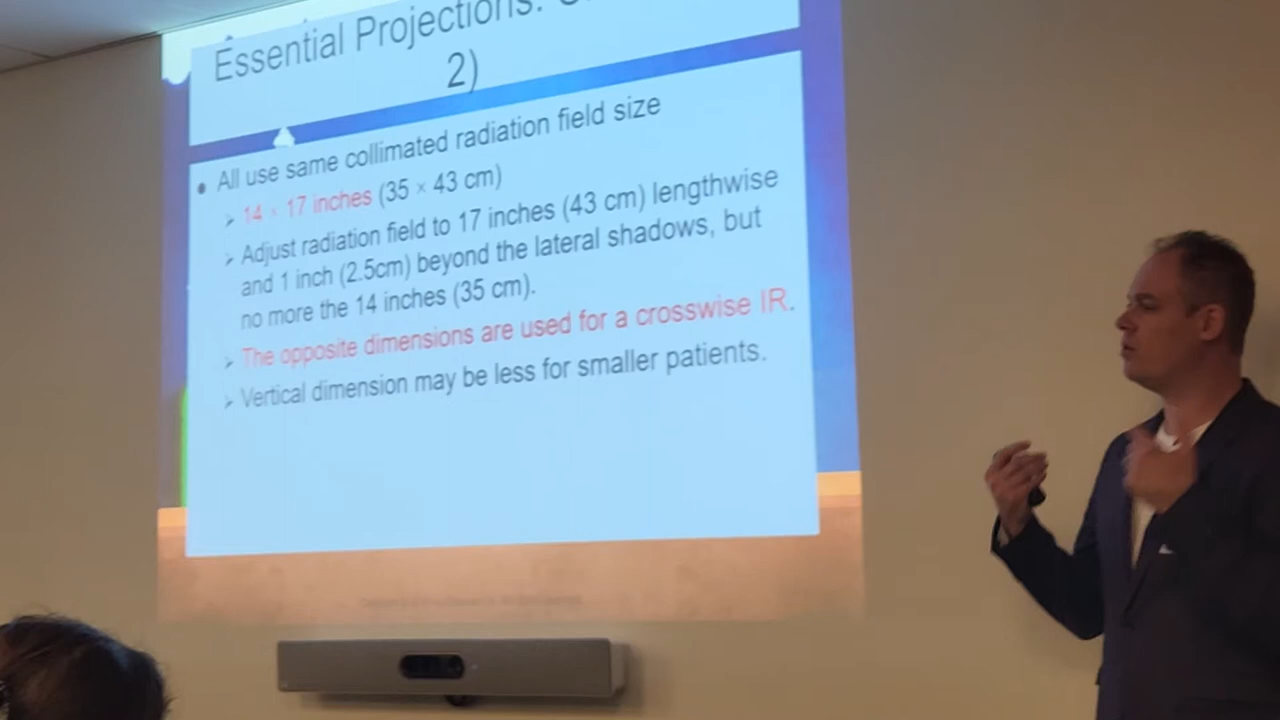 Essential Projections:
2)
• All use same collimated radiation field size
➢ 14 × 17 inches (35 × 43 cm)
➢ Adjust radiation field to 17 inches (43 cm) lengthwise
and 1 inch (2.5cm) beyond the lateral shadows, but
no more the 14 inches (35 cm).
➢ The opposite dimensions are used for a crosswise IR.
➢ Vertical dimension may be less for smaller patients.